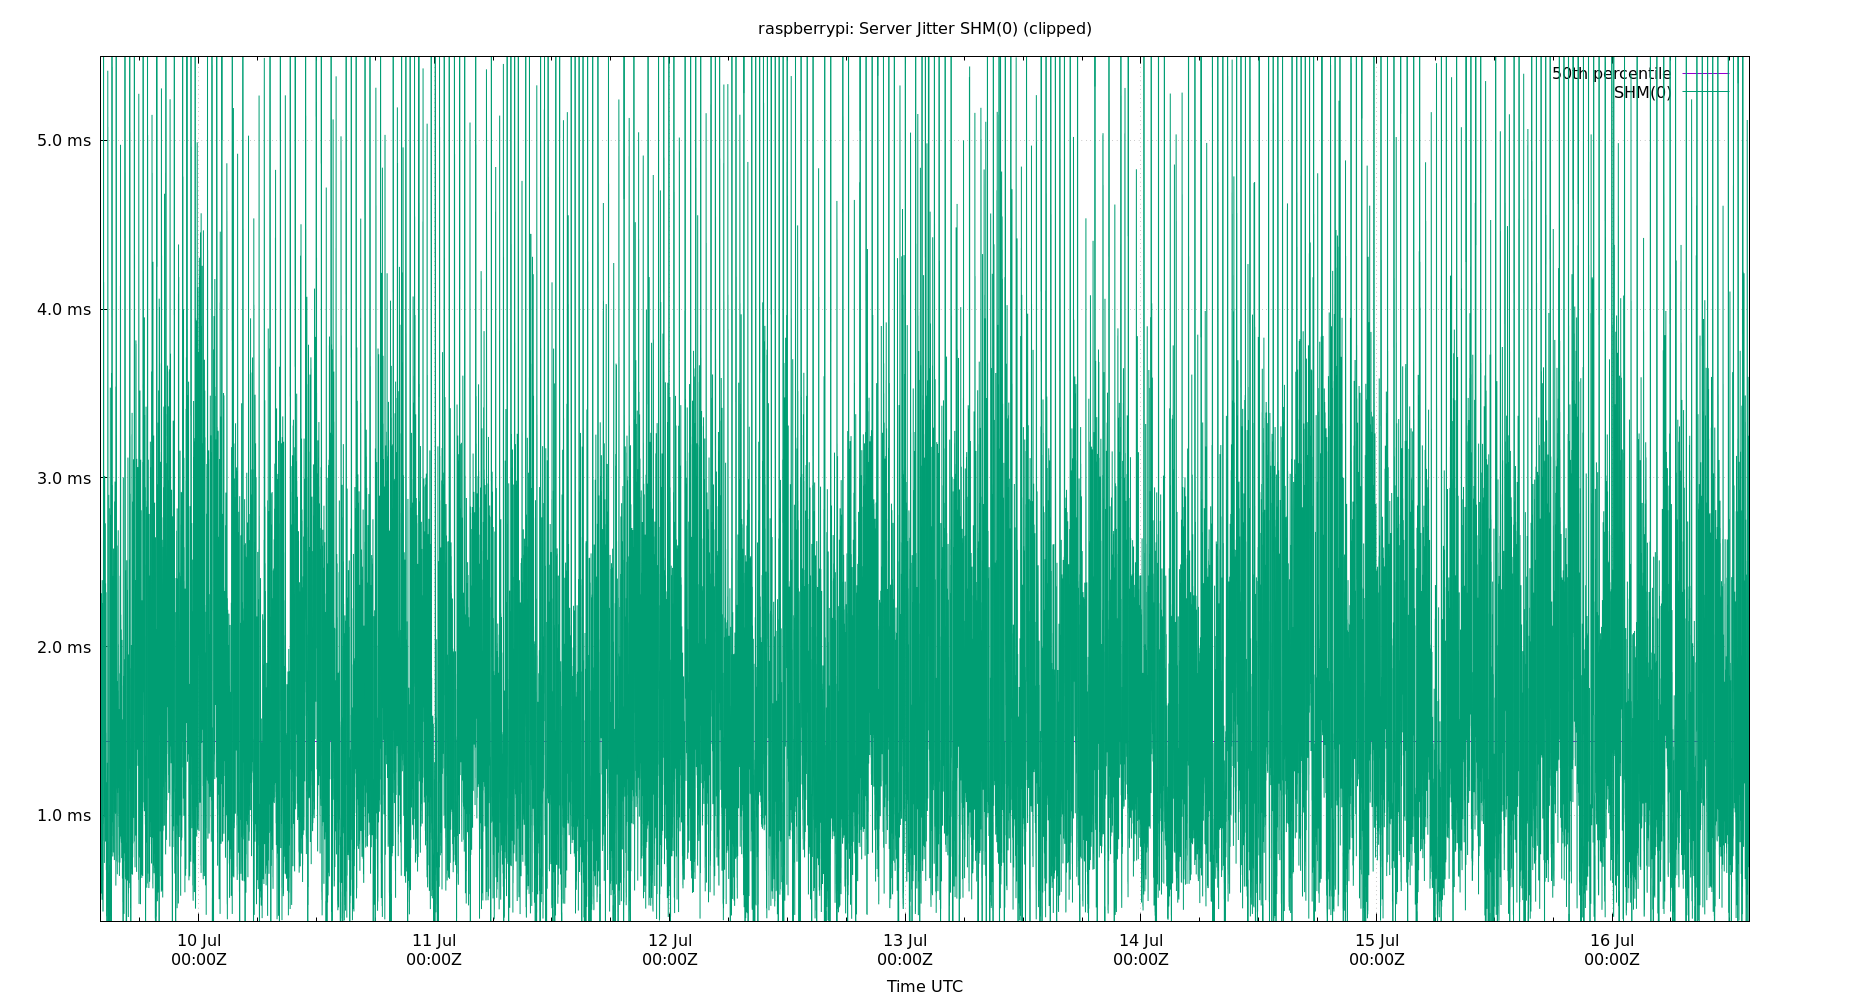 raspberrypi: Server Jitter SHM(0) (clipped)
50th percentile
SHM(0)
5.0 ms
4.0 ms
3.0 ms
2.0 ms
1.0 ms
10 Jul 11 Jul 12 Jul 13 Jul 14 Jul 15 Jul 16 Jul
00:00Z 00:00Z 00:00Z 00:00Z 00:00Z 00:00Z 00:00Z
Time UTC